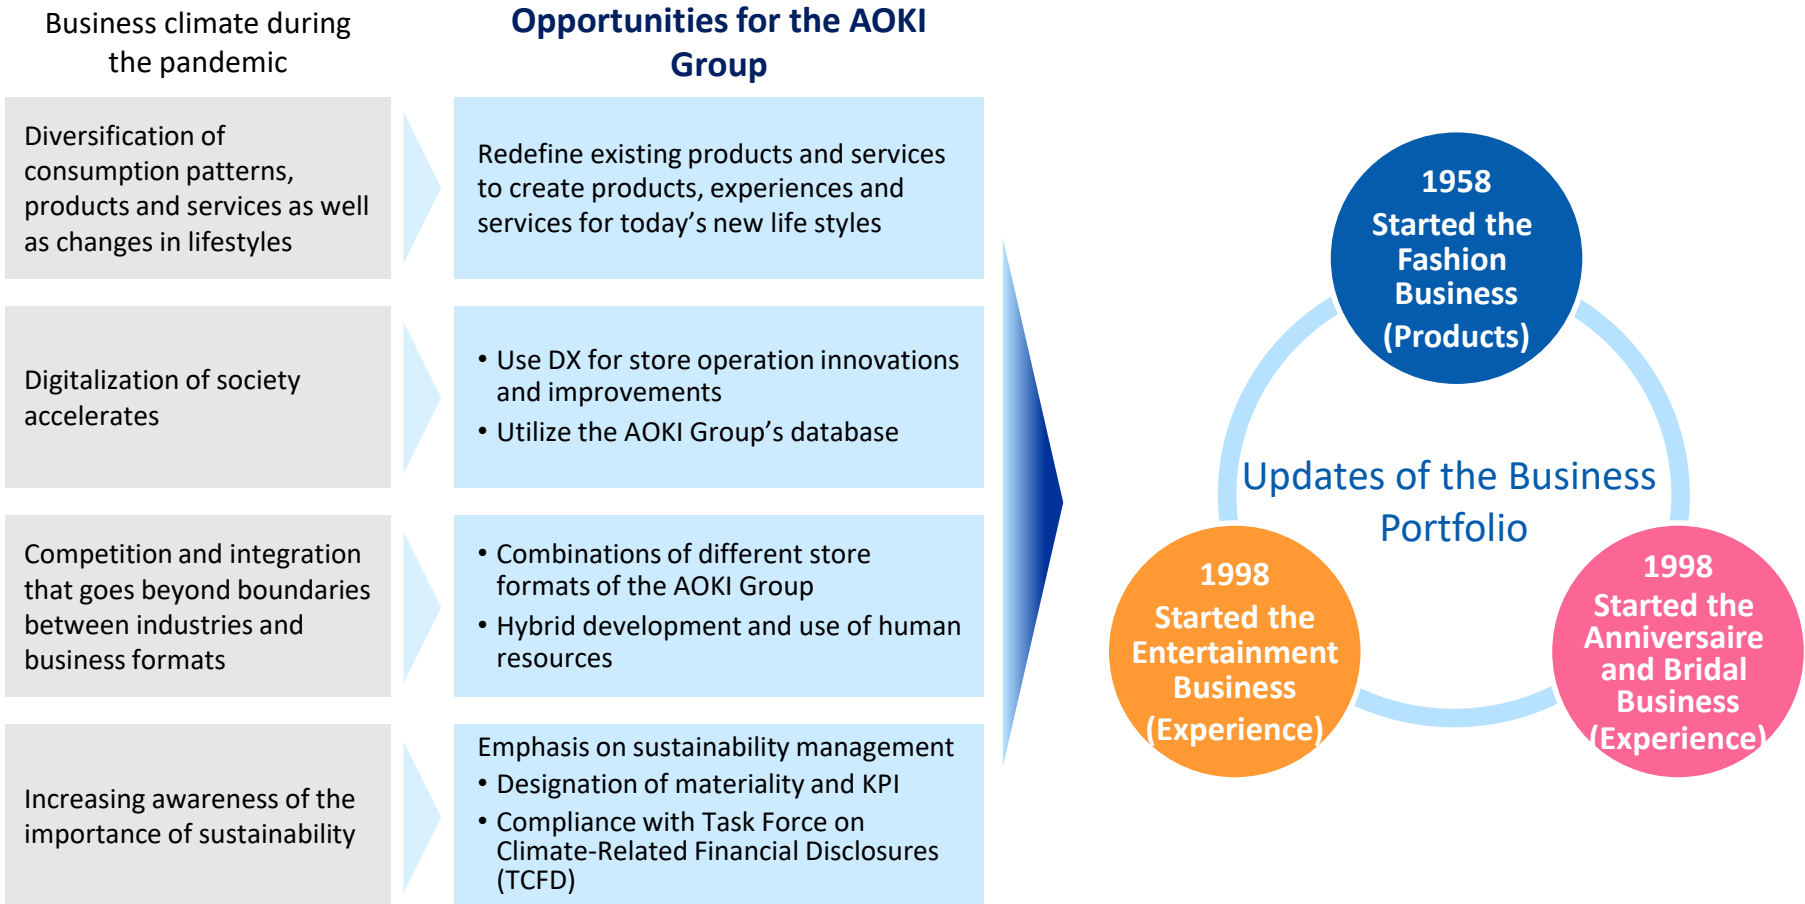 Business climate during
the pandemic
Opportunities for the AOKI
Group
Diversification of
consumption patterns,
products and services as well
as changes in lifestyles
Redefine existing products and services
to create products, experiences and
services for today’s new life styles
Digitalization of society
accelerates
• Use DX for store operation innovations
and improvements
• Utilize the AOKI Group’s database
Competition and integration
that goes beyond boundaries
between industries and
business formats
• Combinations of different store
formats of the AOKI Group
• Hybrid development and use of human
resources
Increasing awareness of the
importance of sustainability
Emphasis on sustainability management
• Designation of materiality and KPI
• Compliance with Task Force on
Climate-Related Financial Disclosures
(TCFD)
1958
Started the
Fashion
Business
(Products)
Updates of the Business
Portfolio
1998
Started the
Entertainment
Business
(Experience)
1998
Started the
Anniversaire
and Bridal
Business
(Experience)